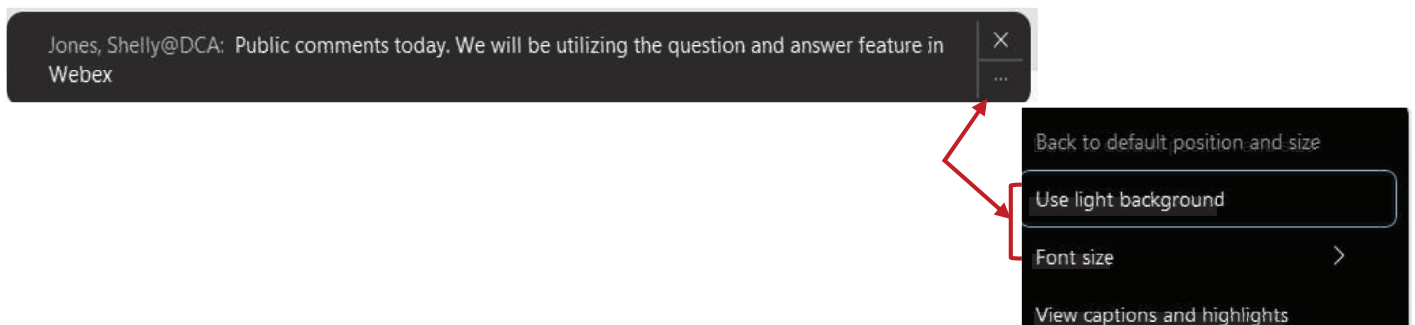 Jones, Shelly@DCA: Public comments today. We will be utilizing the question and answer feature in
Webex
Back to default position and size
Use light background
Font size
View captions and highlights